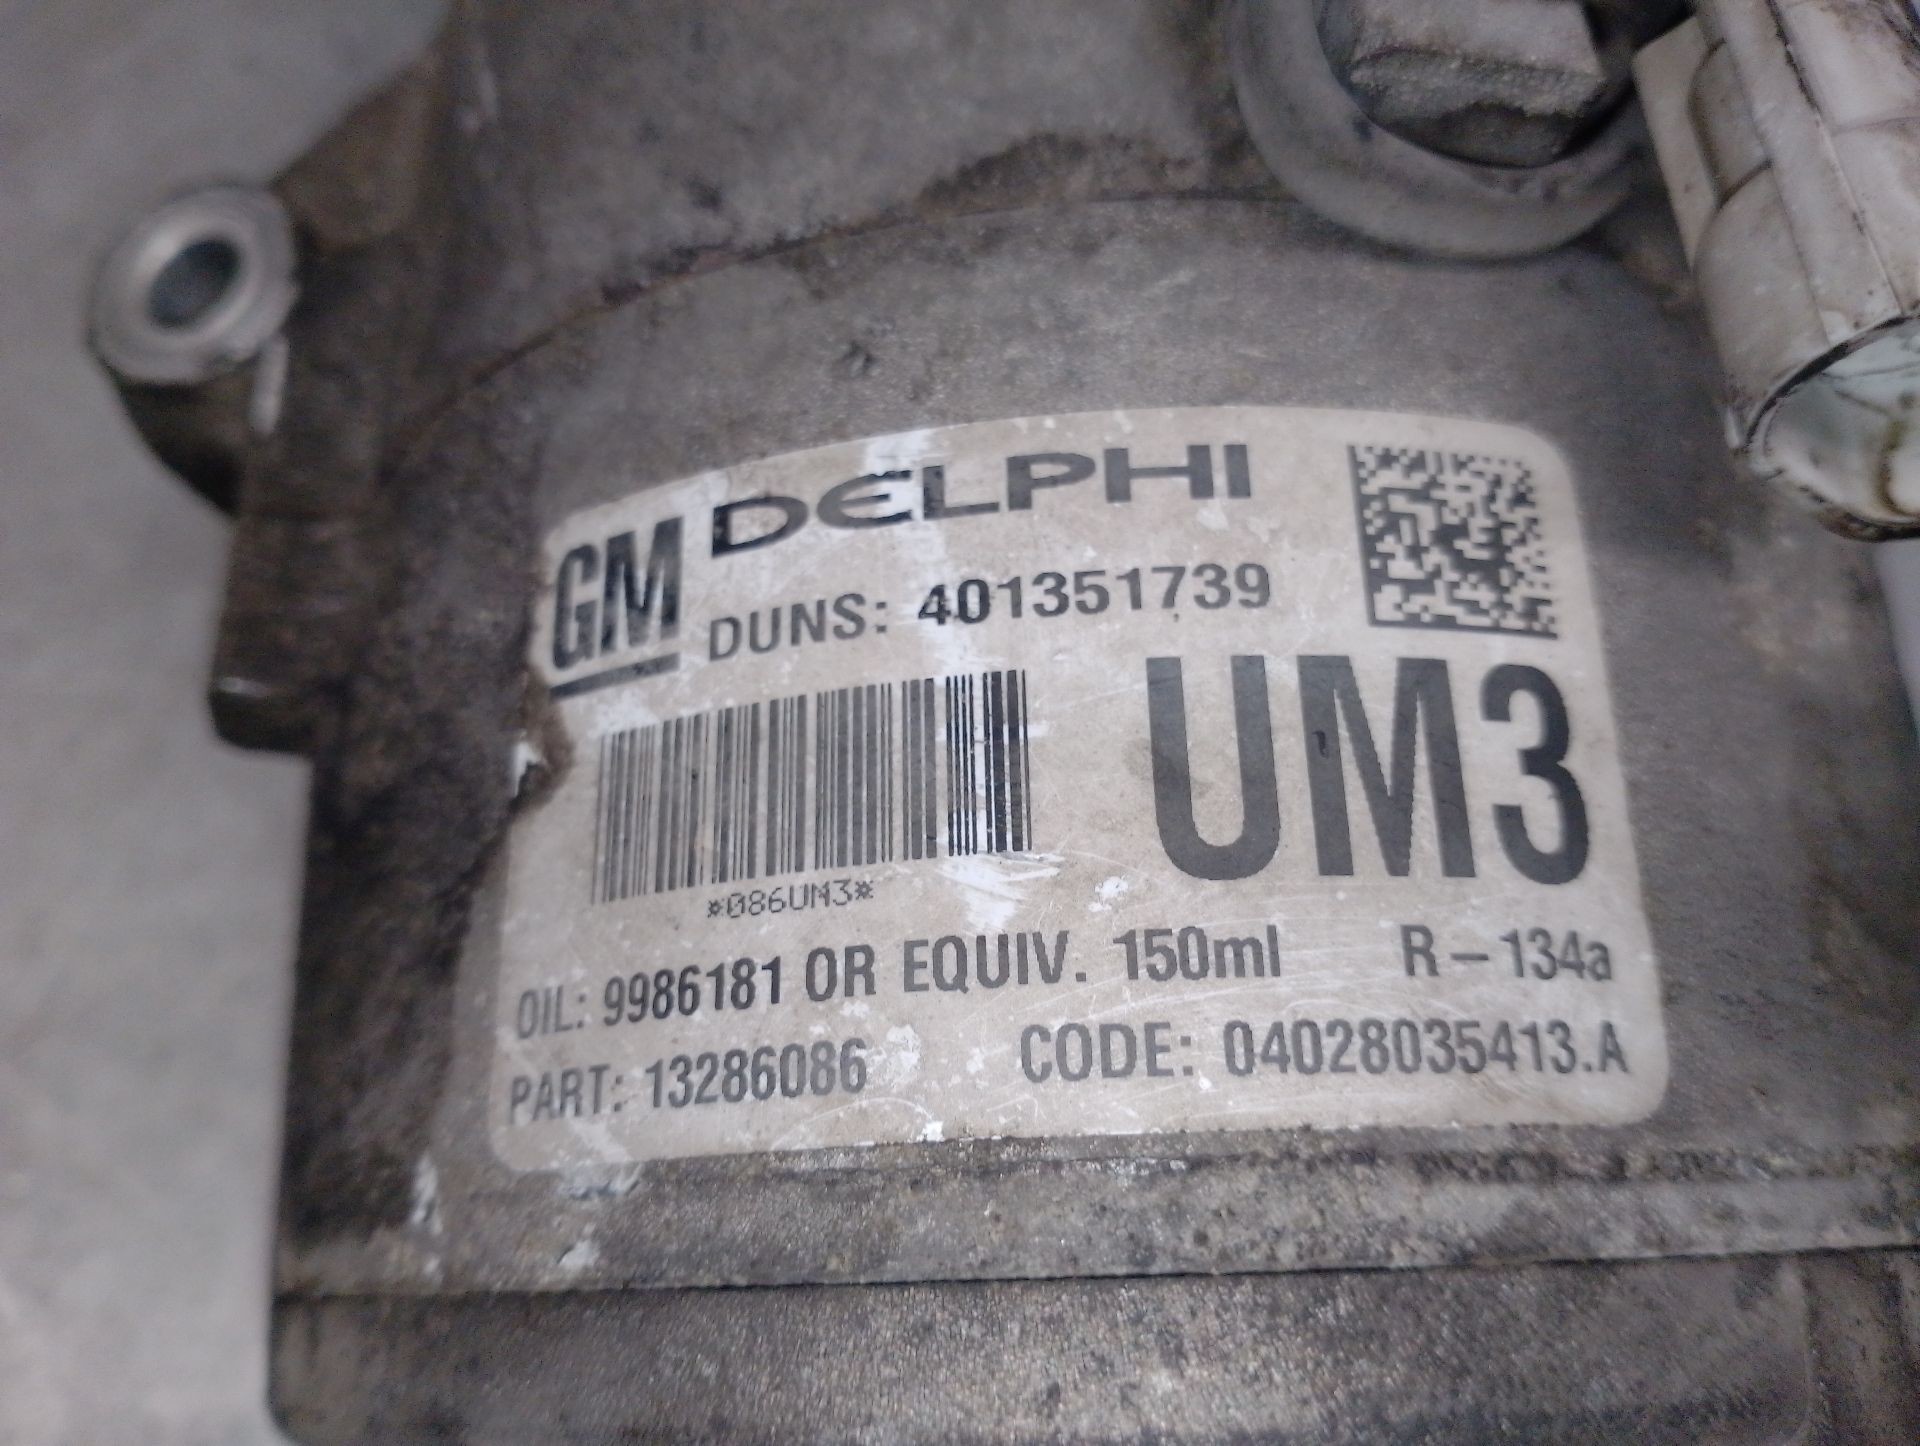 GM DELPHI
DUNS: 401351739
UM3
*086UM3*
OIL: 9986181 OR EQUIV. 150ml R-134a
PART: 13286086 CODE: 04028035413.A